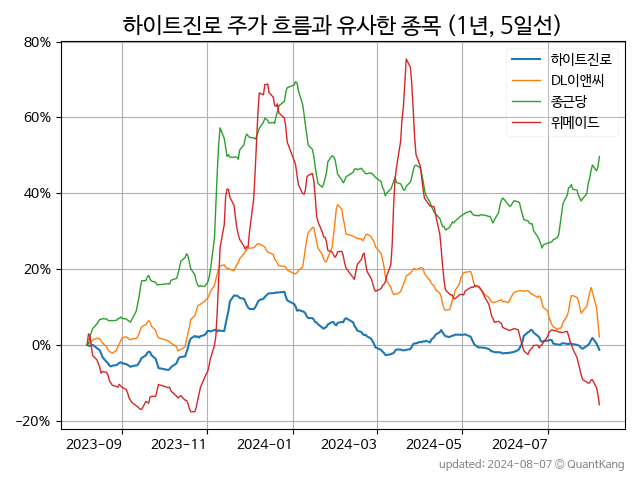 하이트진로 주가 흐름과 유사한 종목 (1년, 5일선)
80%
60%
40%
20%
0%
−20%
하이트진로
DL이앤씨
종근당
위메이드
2023-09 2023-11 2024-01 2024-03 2024-05 2024-07
updated: 2024-08-07 © QuantKang